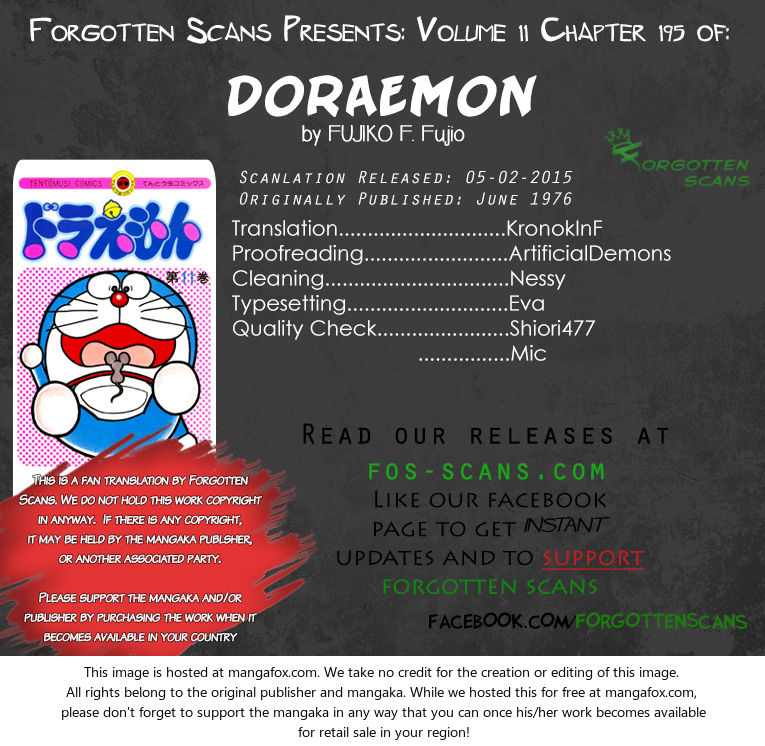 Forgotten Scans Presents: Volume 11 Chapter 195 of:
DORAEMON
by FUJIKO F. Fujio
Forgotten
Scans
Scanlation Released: 05-02-2015
Originally Published: June 1976
TENTOMUSI COMICS てんとう虫コミックス
ドラえもん
第11巻
Translation.............................KronokInF
Proofreading.........................ArtificialDemons
Cleaning................................Nessy
Typesetting............................Eva
Quality Check.......................Shiori477
................Mic
Read our releases at
fos-scans.com
Like our facebook
page to get INSTANT
updates and to support
forgotten scans
facebook.com/forgottenscans
This is a fan translation by Forgotten
Scans. We do not hold this work copyright
in anyway. If there is any copyright,
it may be held by the mangaka publsher,
or another associated party.
Please support the mangaka and/or
publisher by purchasing the work when it
becomes available in your country
This image is hosted at mangafox.com. We take no credit for the creation or editing of this image.
All rights belong to the original publisher and mangaka. While we hosted this for free at mangafox.com,
please don't forget to support the mangaka in any way that you can once his/her work becomes available
for retail sale in your region!